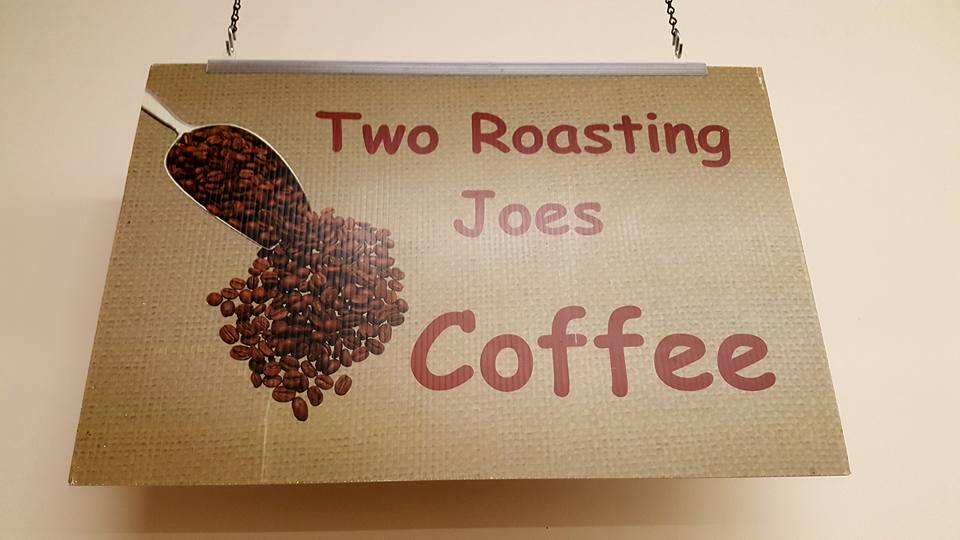 Two Roasting
Joes
Coffee